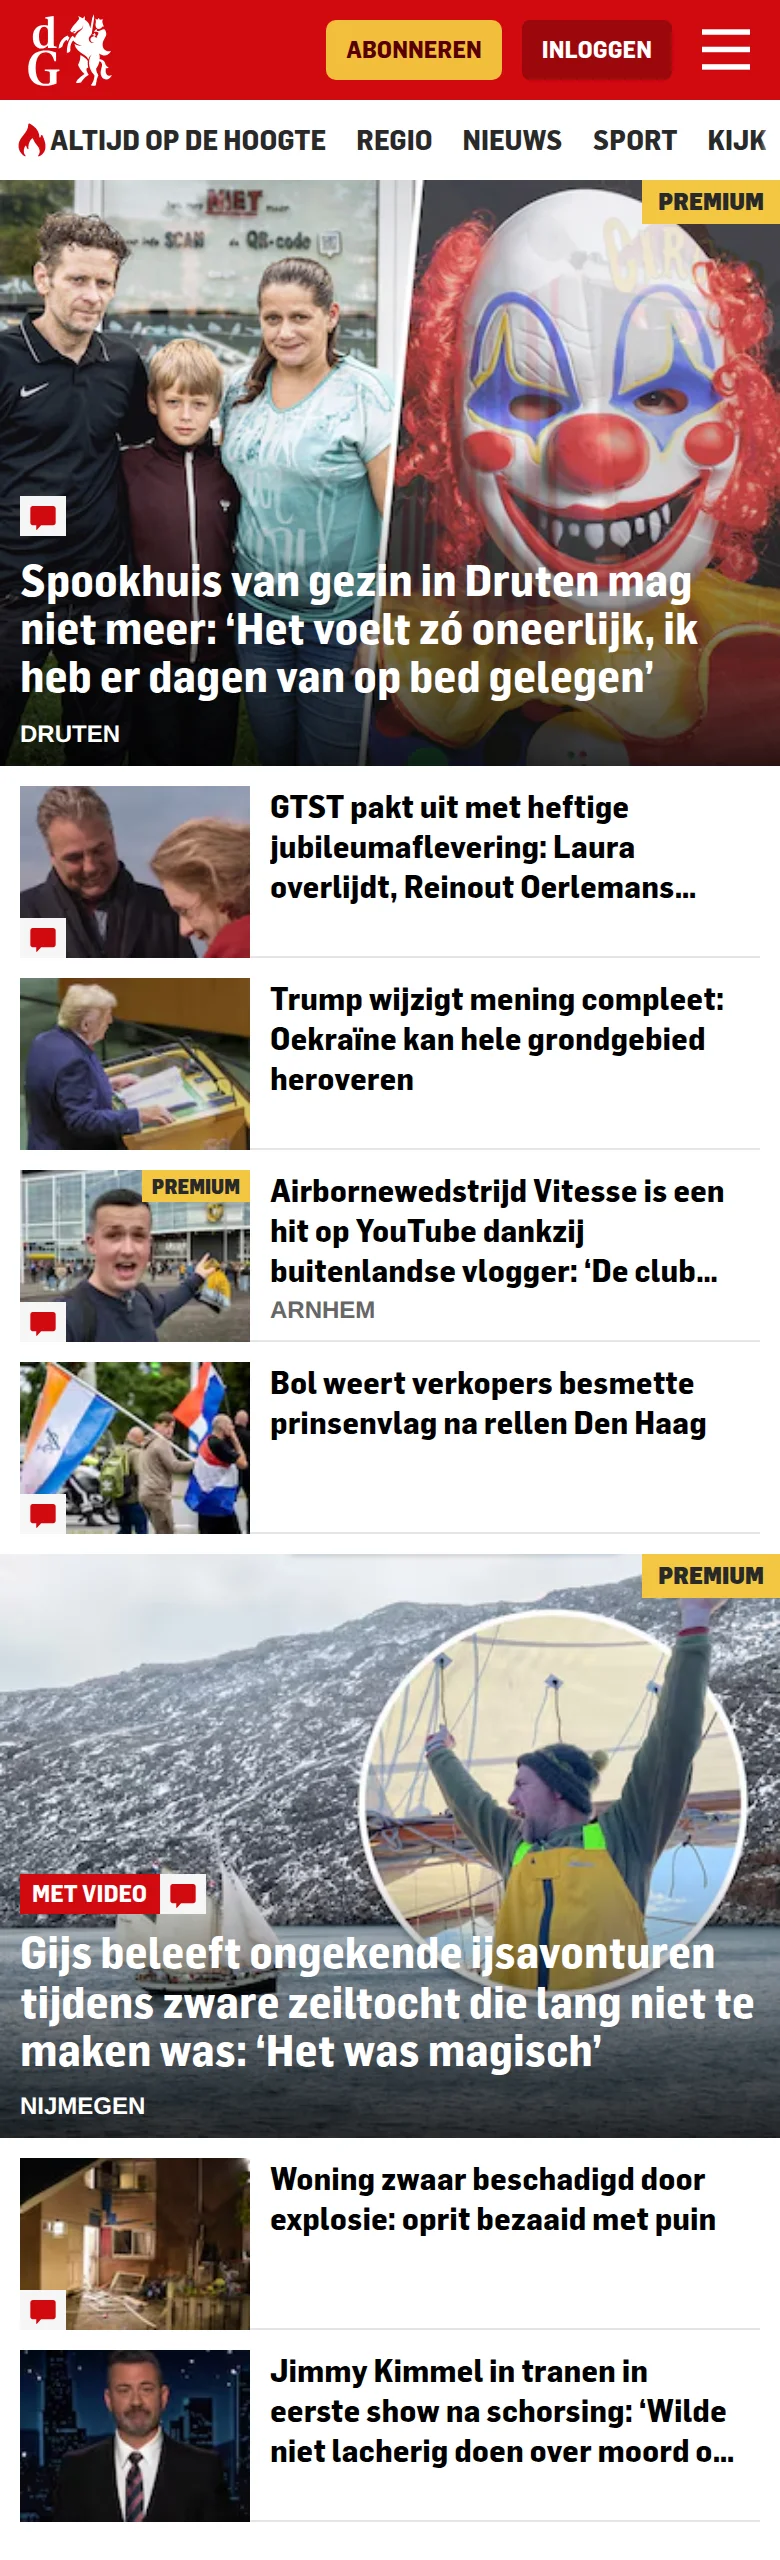 dG
ABONNEREN
INLOGGEN
ALTIJD OP DE HOOGTE
REGIO
NIEUWS
SPORT
KIJK
NIET
SCAN
QR-code
PREMIUM
Spookhuis van gezin in Druten mag
niet meer: ‘Het voelt zó oneerlijk, ik
heb er dagen van op bed gelegen’
DRUTEN
GTST pakt uit met heftige
jubileumaflevering: Laura
overlijdt, Reinout Oerlemans...
Trump wijzigt mening compleet:
Oekraïne kan hele grondgebied
heroveren
PREMIUM
Airbornewedstrijd Vitesse is een
hit op YouTube dankzij
buitenlandse vlogger: ‘De club...
ARNHEM
Bol weert verkopers besmette
prinsenvlag na rellen Den Haag
PREMIUM
MET VIDEO
Gijs beleeft ongekende ijsavonturen
tijdens zware zeiltocht die lang niet te
maken was: ‘Het was magisch’
NIJMEGEN
Woning zwaar beschadigd door
explosie: oprit bezaaid met puin
Jimmy Kimmel in tranen in
eerste show na schorsing: ‘Wilde
niet lacherig doen over moord o...